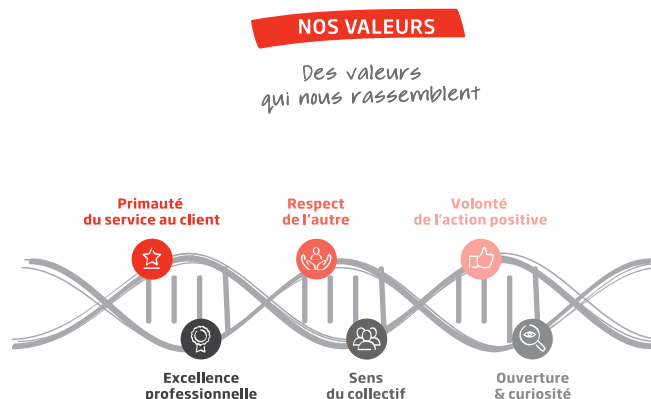 NOS VALEURS
Des valeurs
qui nous rassemblent
Primauté
du service au client
Respect
de l'autre
Volonté
de l'action positive
Excellence
professionnelle
Sens
du collectif
Ouverture
& curiosité